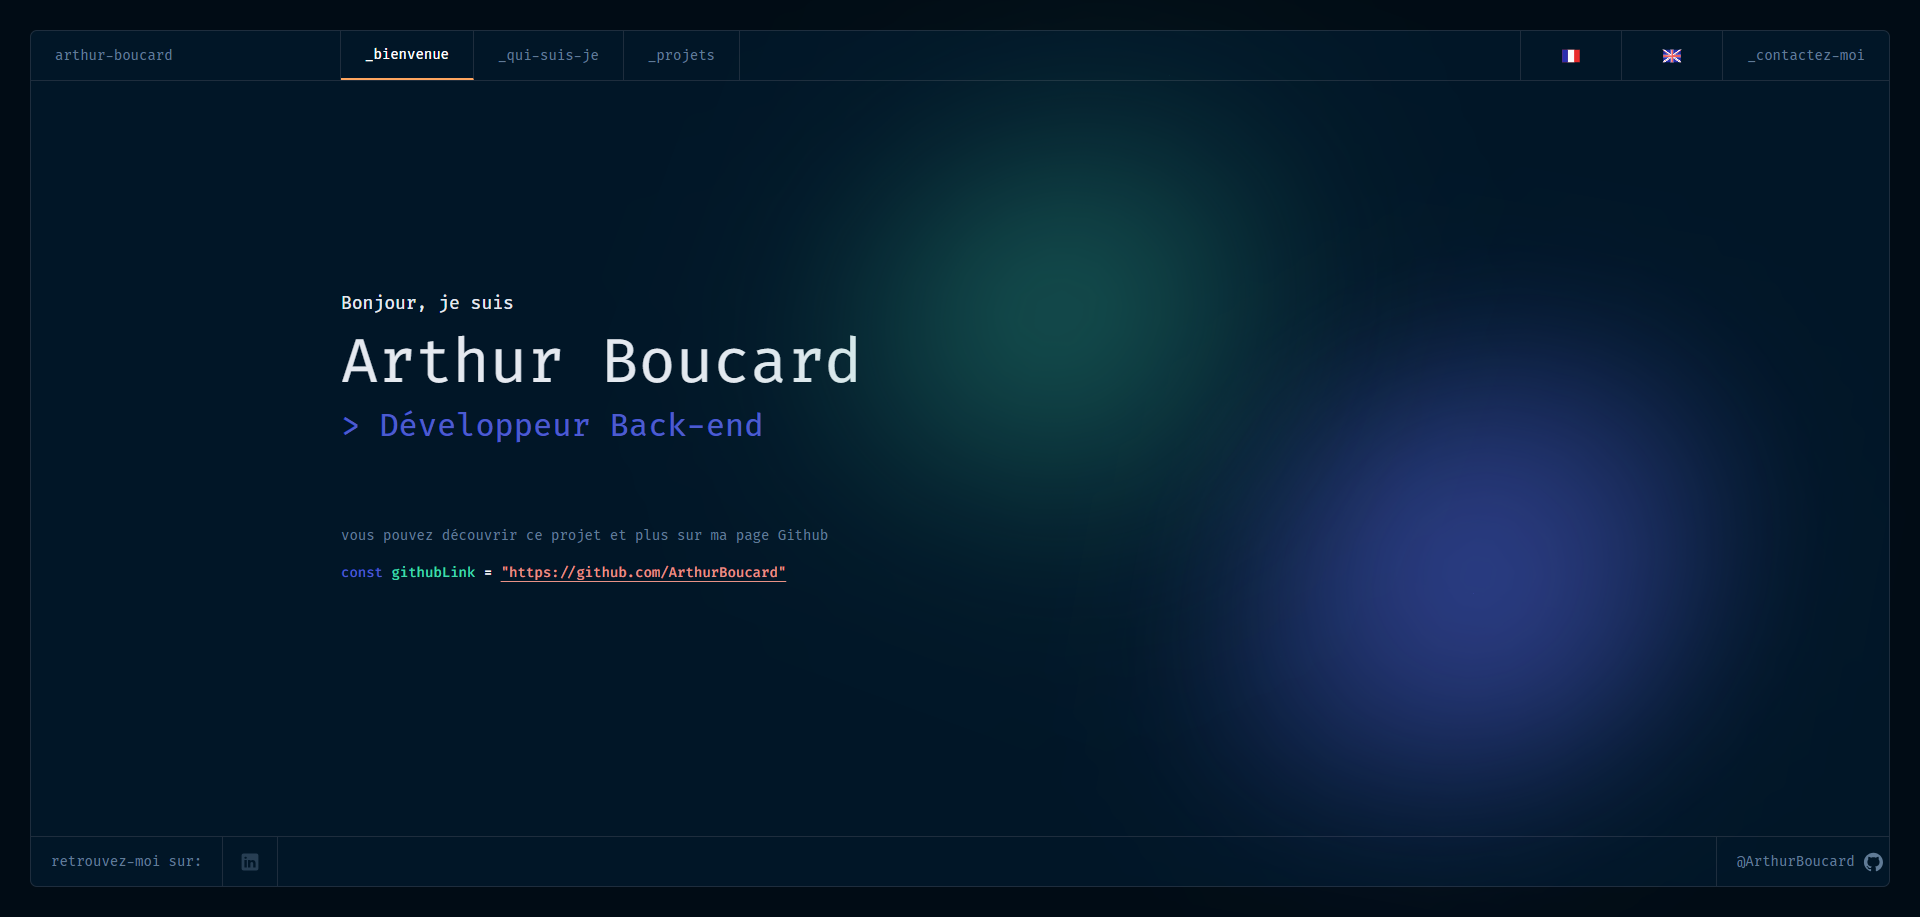 arthur-boucard
_bienvenue
_qui-suis-je
_projets
_contactez-moi
Bonjour, je suis
Arthur Boucard
> Développeur Back-end
vous pouvez découvrir ce projet et plus sur ma page Github
const githubLink = "https://github.com/ArthurBoucard"
retrouvez-moi sur:
in
@ArthurBoucard